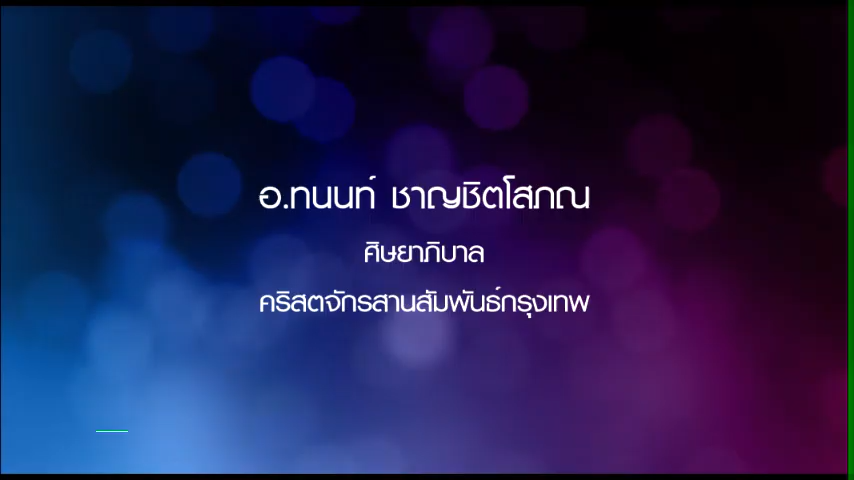 อ.ทนนท์ ชาญชิตโสภณ
ศิษยาภิบาล
คริสตจักรสานสัมพันธ์กรุงเทพ